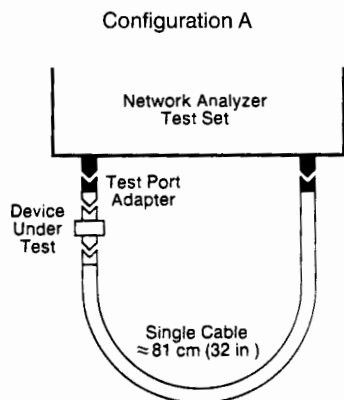 Configuration A
Network Analyzer
Test Set
Test Port
Adapter
Device
Under
Test
Single Cable
≈ 81 cm (32 in )